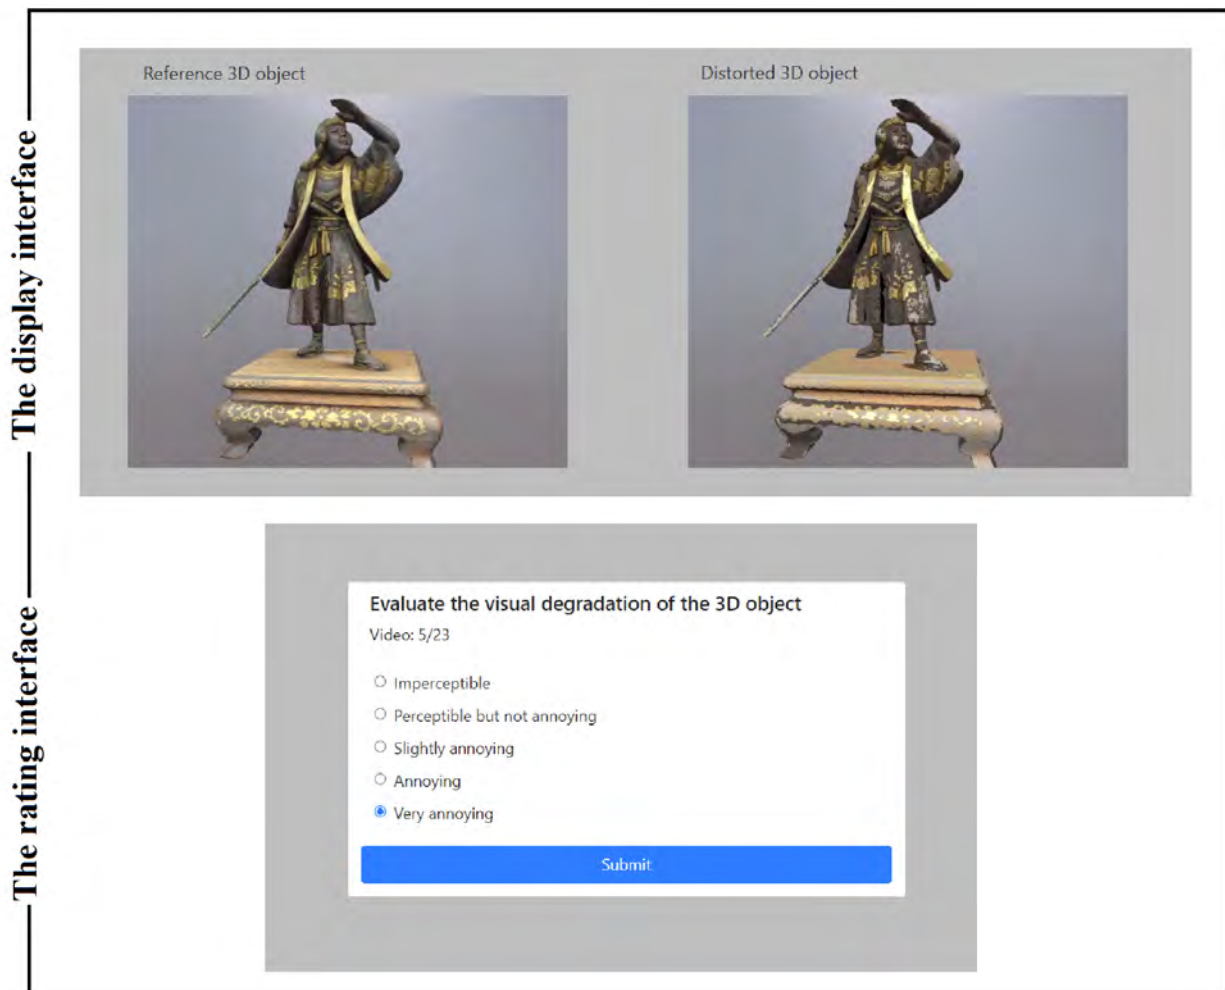 The display interface
Reference 3D object
Distorted 3D object
The rating interface
Evaluate the visual degradation of the 3D object
Video: 5/23
Imperceptible
Perceptible but not annoying
Slightly annoying
Annoying
Very annoying
Submit